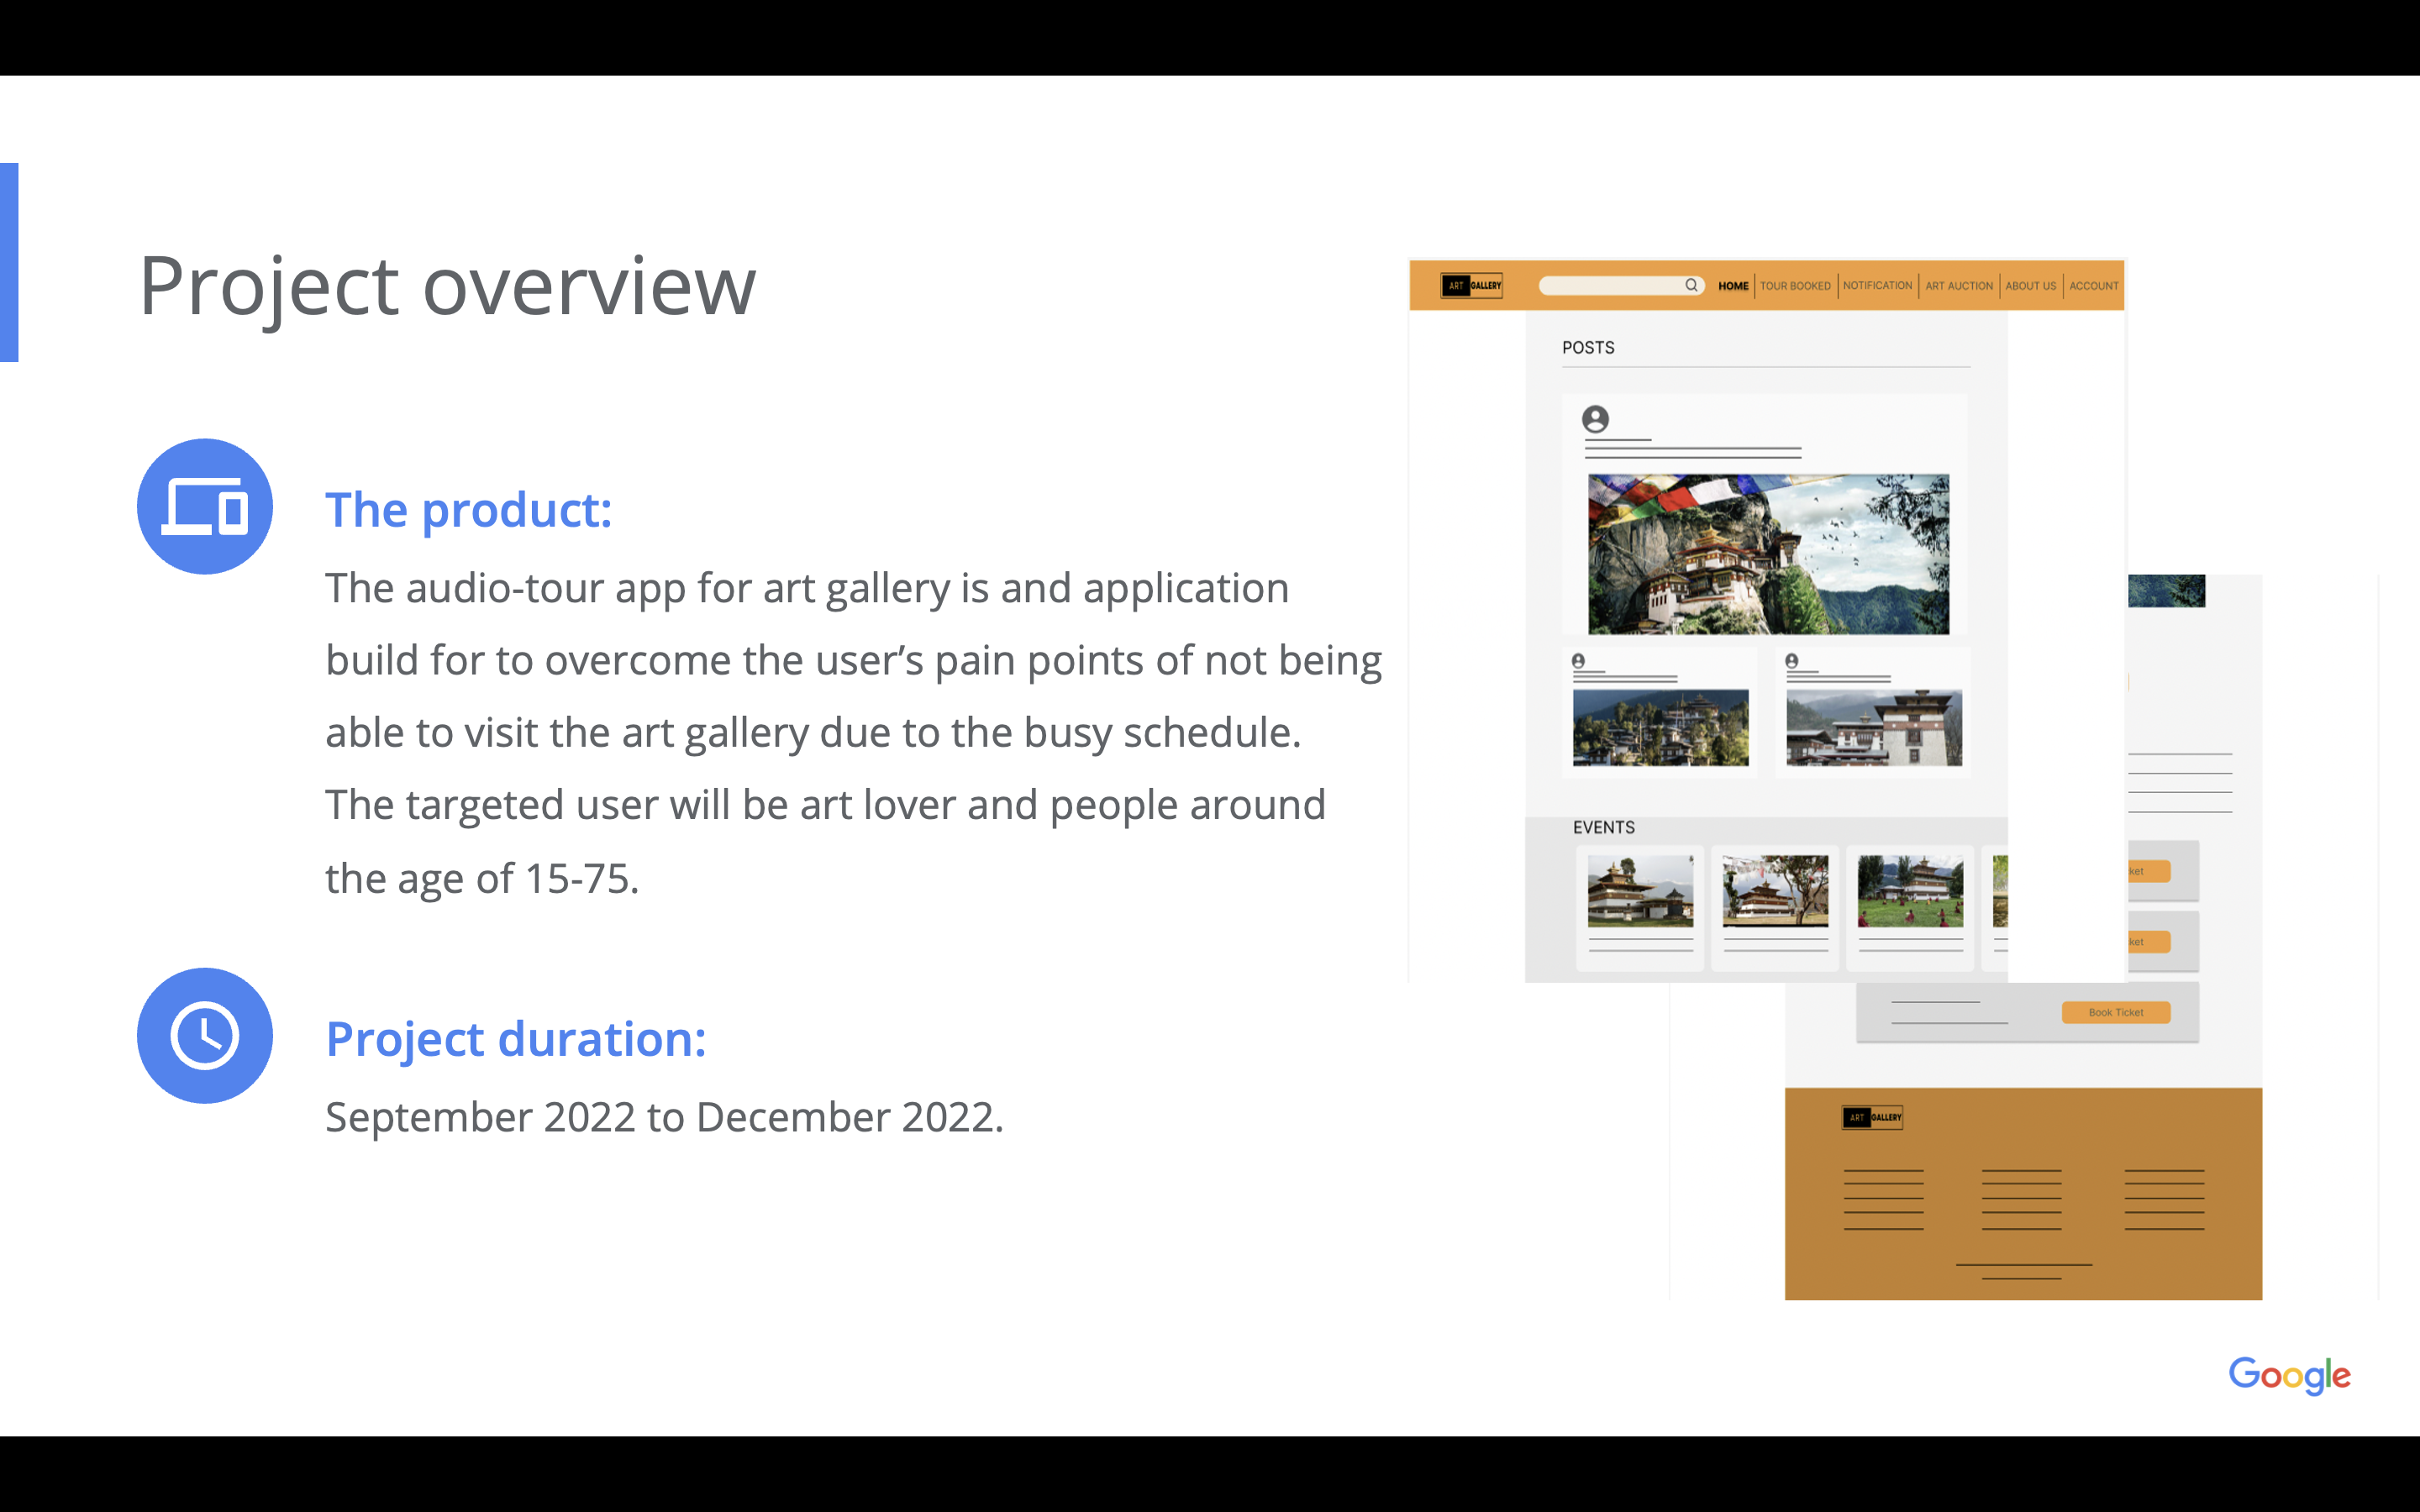 Project overview
The product:
The audio-tour app for art gallery is and application
build for to overcome the user’s pain points of not being
able to visit the art gallery due to the busy schedule.
The targeted user will be art lover and people around
the age of 15-75.
Project duration:
September 2022 to December 2022.
ART GALLERY
HOME TOUR BOOKED NOTIFICATION ART AUCTION ABOUT US ACCOUNT
POSTS
EVENTS
ket
ket
Book Ticket
ART GALLERY
Google